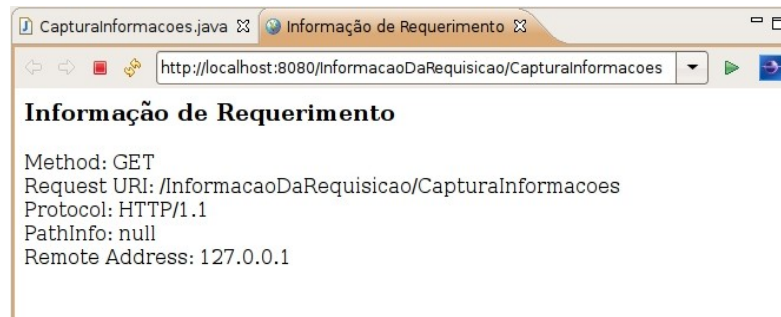 CapturaInformacoes.java
Informação de Requerimento
http://localhost:8080/InformacaoDaRequisicao/CapturaInformacoes
Informação de Requerimento
Method: GET
Request URI: /InformacaoDaRequisicao/CapturaInformacoes
Protocol: HTTP/1.1
PathInfo: null
Remote Address: 127.0.0.1